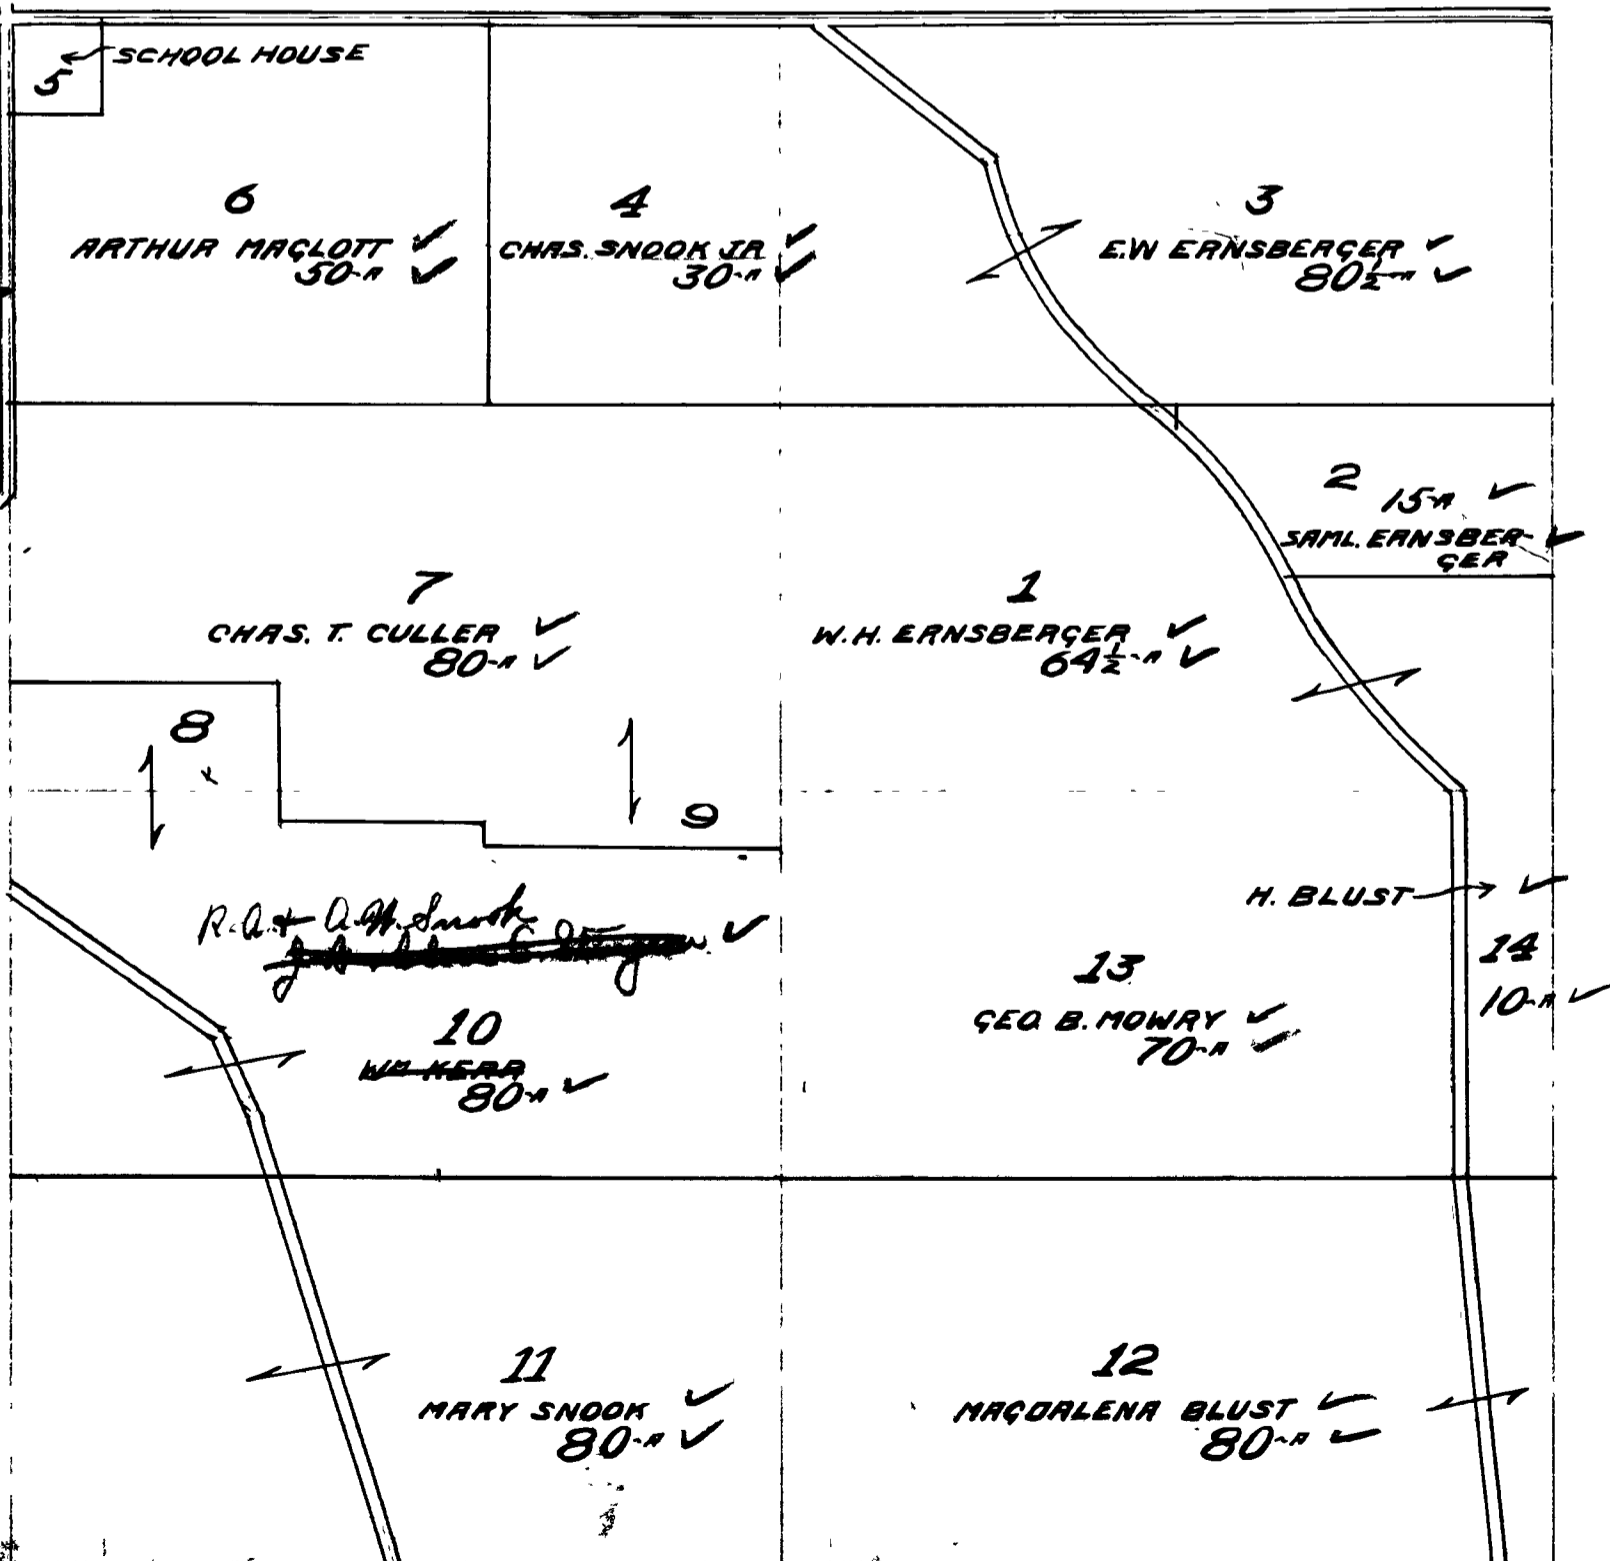 SCHOOL HOUSE
5
6
ARTHUR MAGLOTT
50-A
4
CHAS. SNOOK JR
30-A
3
E.W ERNSBERGER
80½-A
2
15-A
SAML. ERNSBER-
GER
7
CHAS. T. CULLER
80-A
1
W.H. ERNSBERGER
64½-A
8
x
9
R.A. + A.W. Snook
10
WM KERR
80-A
H. BLUST
14
10-A
13
GEO. B. MOWRY
70-A
11
MARY SNOOK
80-A
12
MAGDALENA BLUST
80-A